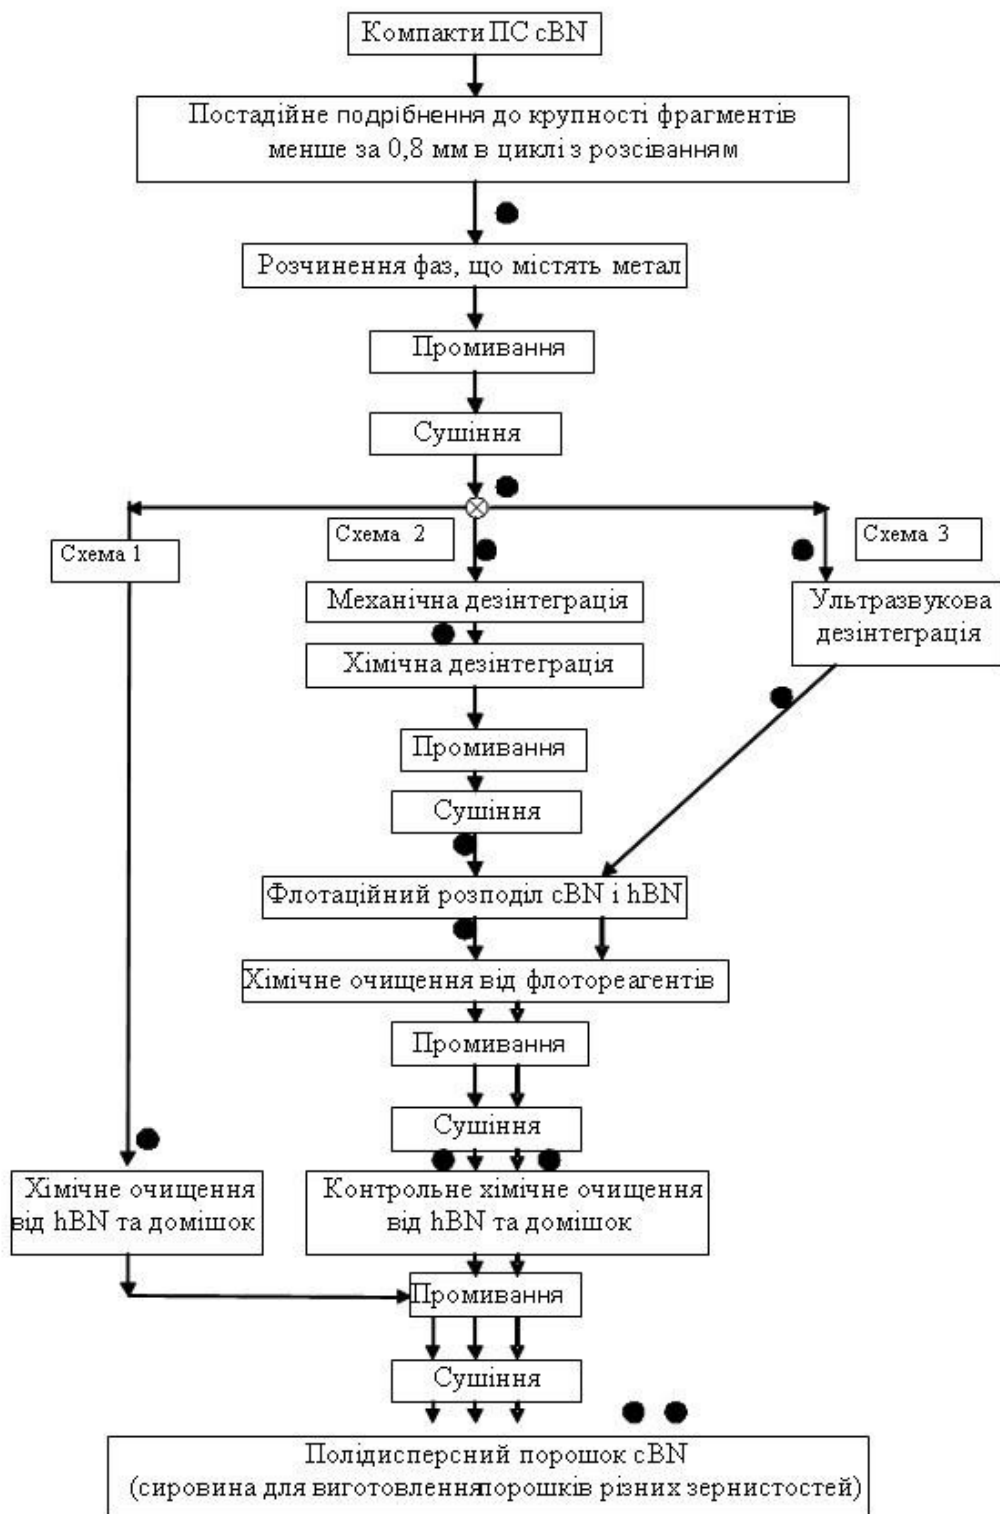 Компакти ПС cBN
Постадійне подрібнення до крупності фрагментів
менше за 0,8 мм в циклі з розсіванням
Розчинення фаз, що містять метал
Промивання
Сушіння
Схема 1
Схема 2
Схема 3
Механічна дезінтеграція
Ультразвукова
дезінтеграція
Хімічна дезінтеграція
Промивання
Сушіння
Флотаційний розподіл cBN і hBN
Хімічне очищення від флотореагентів
Промивання
Сушіння
Хімічне очищення
від hBN та домішок
Контрольне хімічне очищення
від hBN та домішок
Промивання
Сушіння
Полідисперсний порошок cBN
(сировина для виготовлення порошків різних зернистостей)